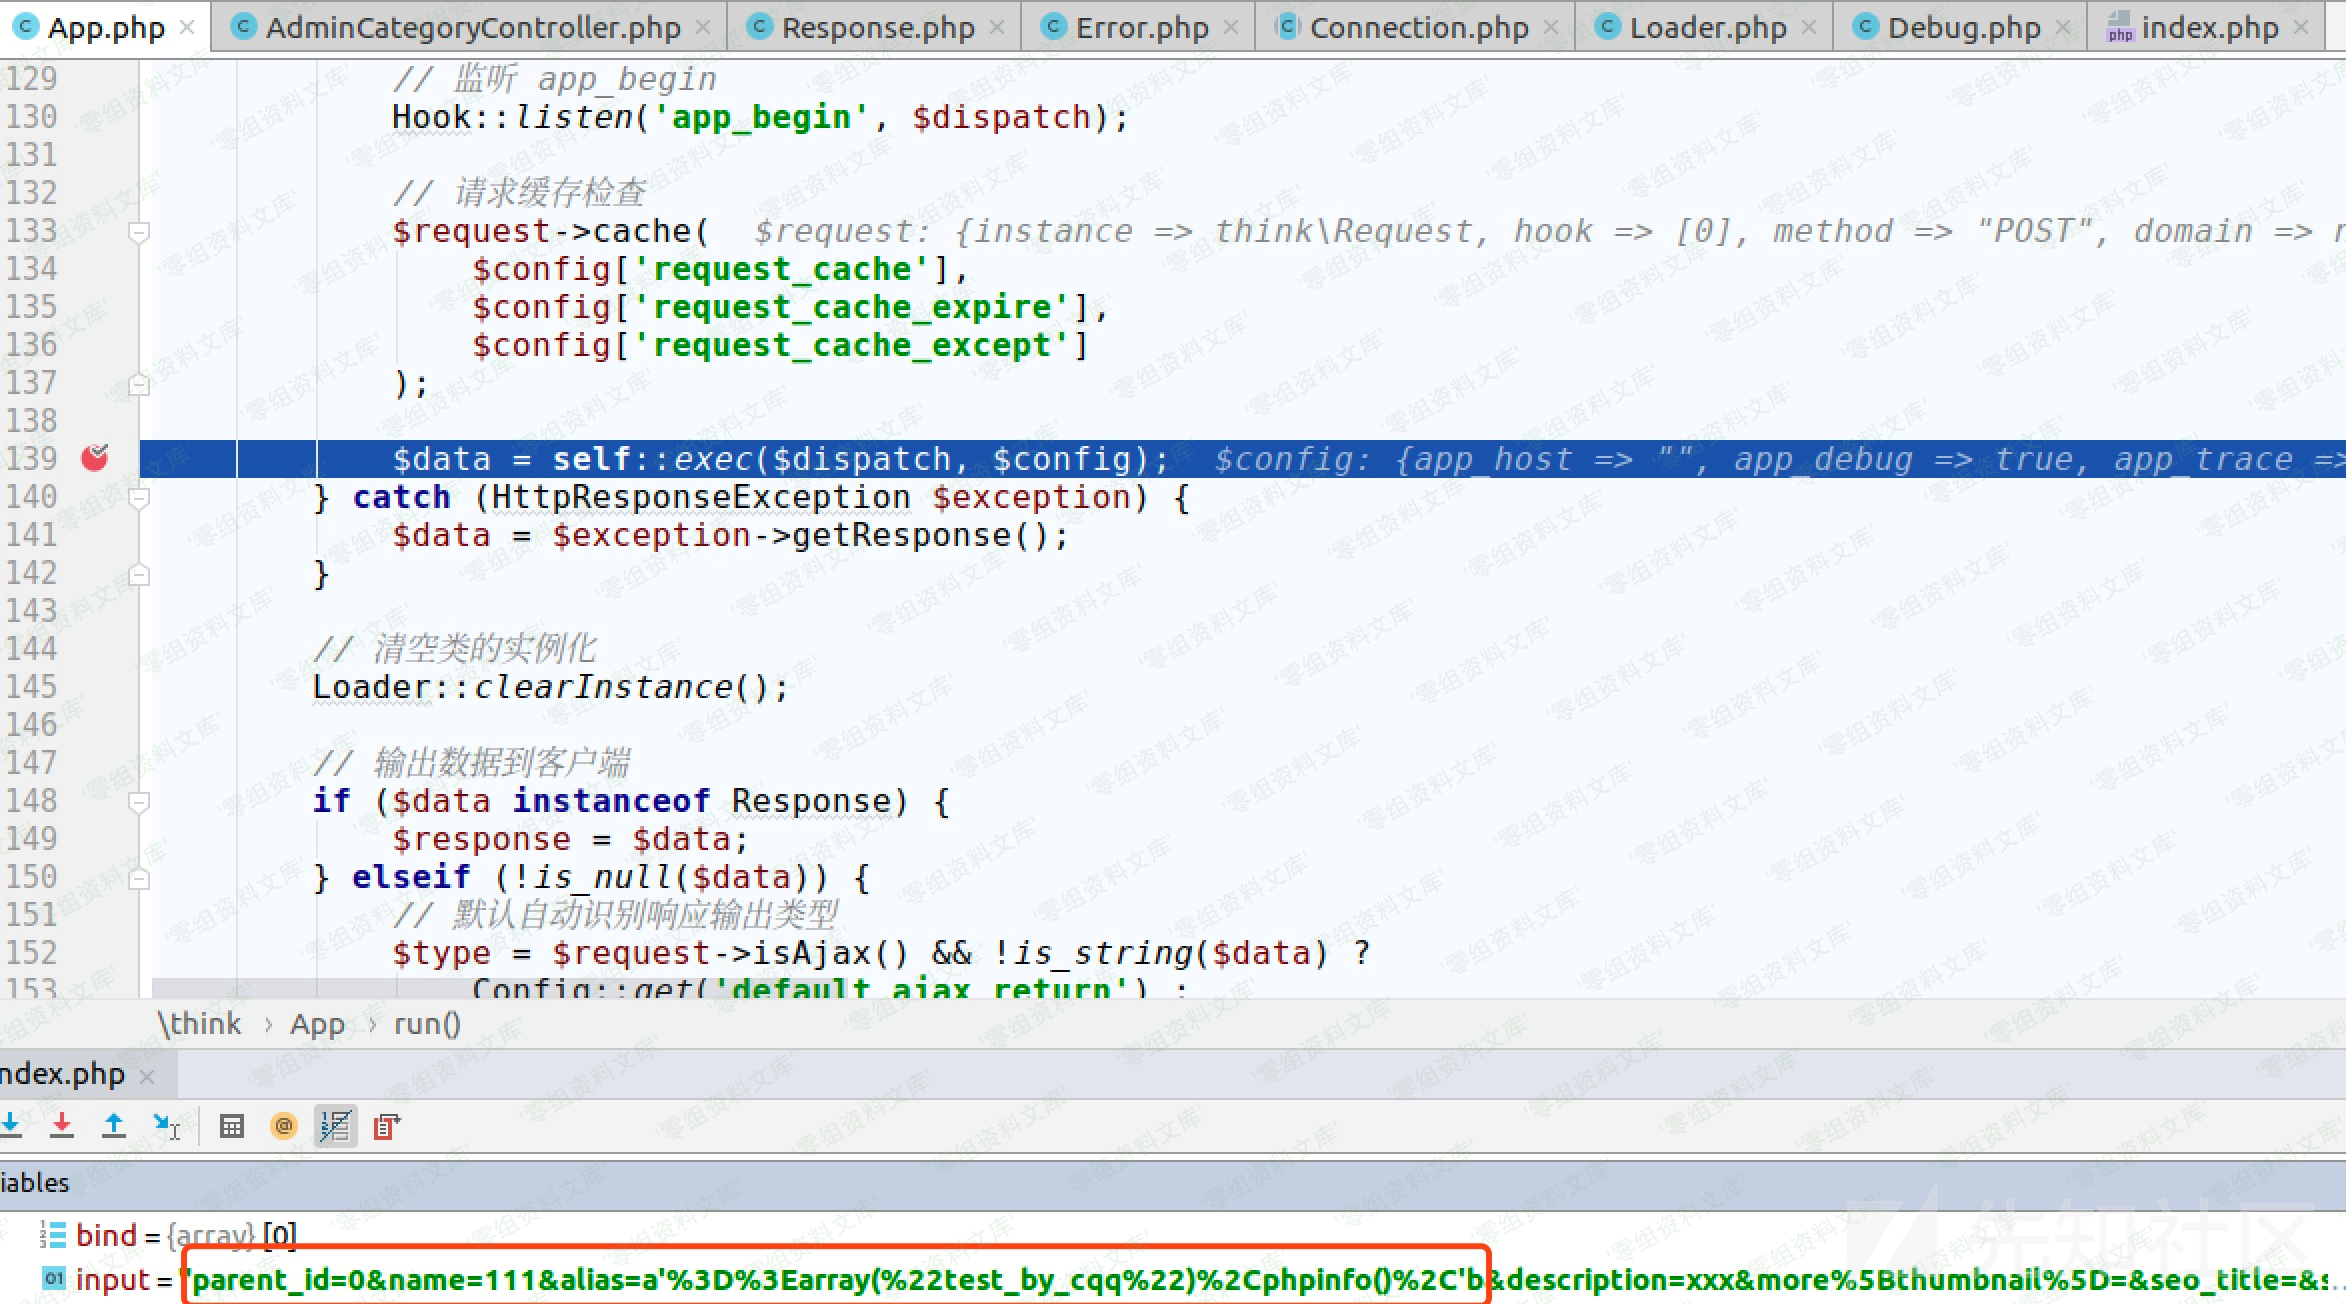 App.php AdminCategoryController.php Response.php Error.php Connection.php Loader.php Debug.php index.php
129 // 监听 app_begin
130 Hook::listen('app_begin', $dispatch);
131
132 // 请求缓存检查
133 $request->cache( $request: {instance => think\Request, hook => [0], method => "POST", domain =>
134 $config['request_cache'],
135 $config['request_cache_expire'],
136 $config['request_cache_except']
137 );
138
139 $data = self::exec($dispatch, $config); $config: {app_host => "", app_debug => true, app_trace =>
140 } catch (HttpResponseException $exception) {
141 $data = $exception->getResponse();
142 }
143
144 // 清空类的实例化
145 Loader::clearInstance();
146
147 // 输出数据到客户端
148 if ($data instanceof Response) {
149 $response = $data;
150 } elseif (!is_null($data)) {
151 // 默认自动识别响应输出类型
152 $type = $request->isAjax() && !is_string($data) ?
153 Config::get('default_ajax_return') :
\think › App › run()
ndex.php
iables
bind = {array} [0]
input = "parent_id=0&name=111&alias=a'%3D%3Earray(%22test_by_cqq%22)%2Cphpinfo()%2C'b&description=xxx&more%5Bthumbnail%5D=&seo_title=&s...
零组资料文库
先知社区